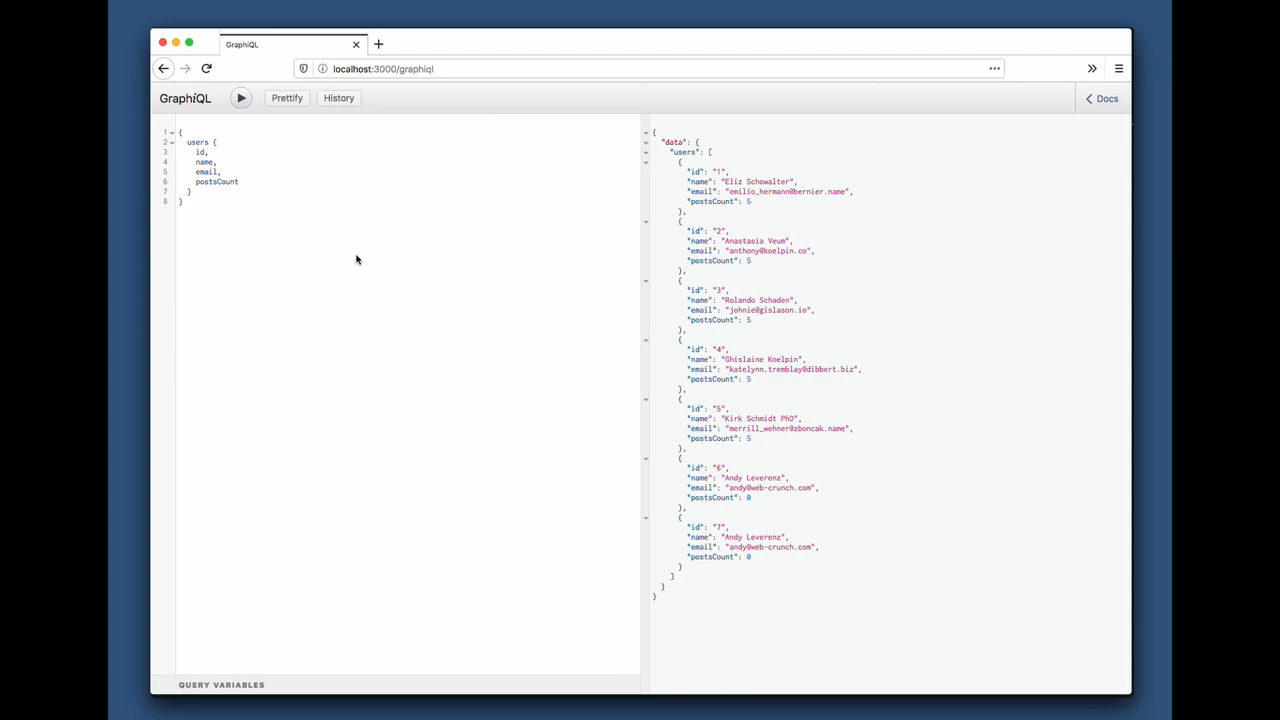 GraphiQL
localhost:3000/graphiql
GraphiQL
Prettify
History
Docs
1 {
2 users {
3 id,
4 name,
5 email,
6 postsCount
7 }
8 }
{
"data": {
"users": [
{
"id": "1",
"name": "Eliz Schowalter",
"email": "emilio_hermann@bernier.name",
"postsCount": 5
},
{
"id": "2",
"name": "Anastasia Veum",
"email": "anthony@koelpin.co",
"postsCount": 5
},
{
"id": "3",
"name": "Rolando Schaden",
"email": "johnie@gislason.io",
"postsCount": 5
},
{
"id": "4",
"name": "Ghislaine Koelpin",
"email": "katelynn.tremblay@dibbert.biz",
"postsCount": 5
},
{
"id": "5",
"name": "Kirk Schmidt PhD",
"email": "merrill_wehner@zboncak.name",
"postsCount": 5
},
{
"id": "6",
"name": "Andy Leverenz",
"email": "andy@web-crunch.com",
"postsCount": 0
},
{
"id": "7",
"name": "Andy Leverenz",
"email": "andy@web-crunch.com",
"postsCount": 0
}
]
}
}
QUERY VARIABLES